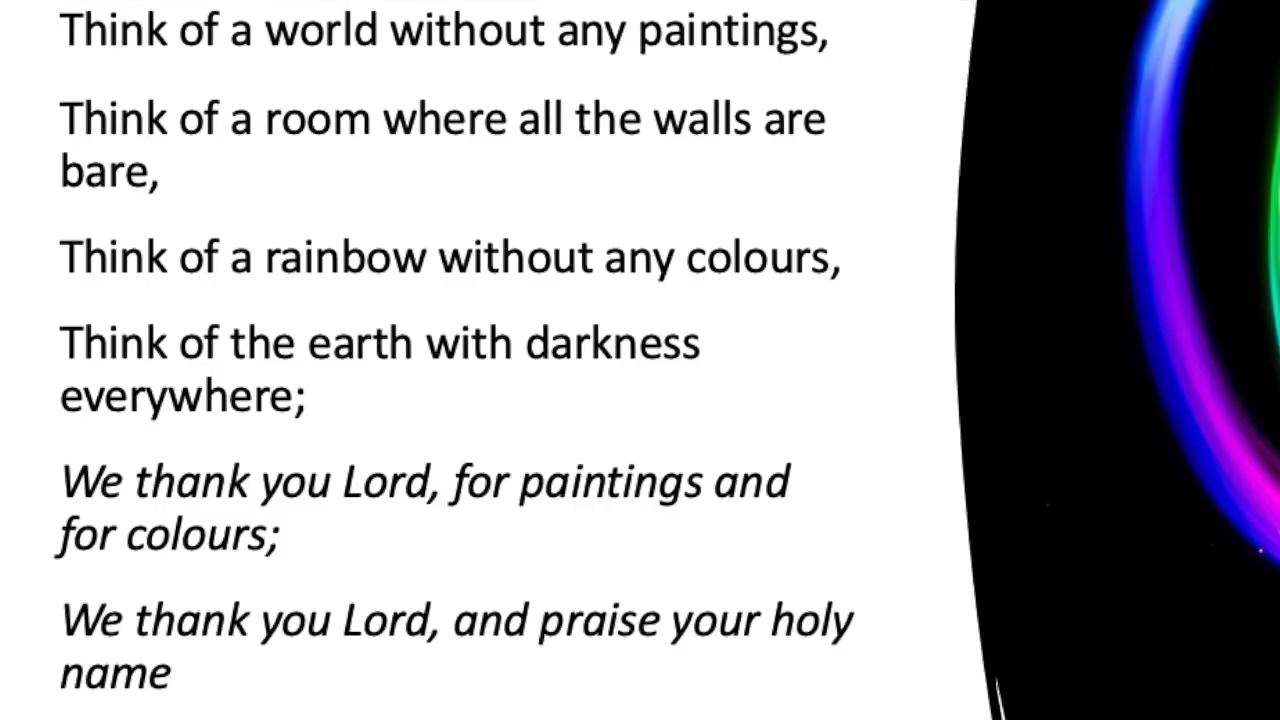 Think of a world without any paintings,
Think of a room where all the walls are
bare,
Think of a rainbow without any colours,
Think of the earth with darkness
everywhere;
We thank you Lord, for paintings and
for colours;
We thank you Lord, and praise your holy
name